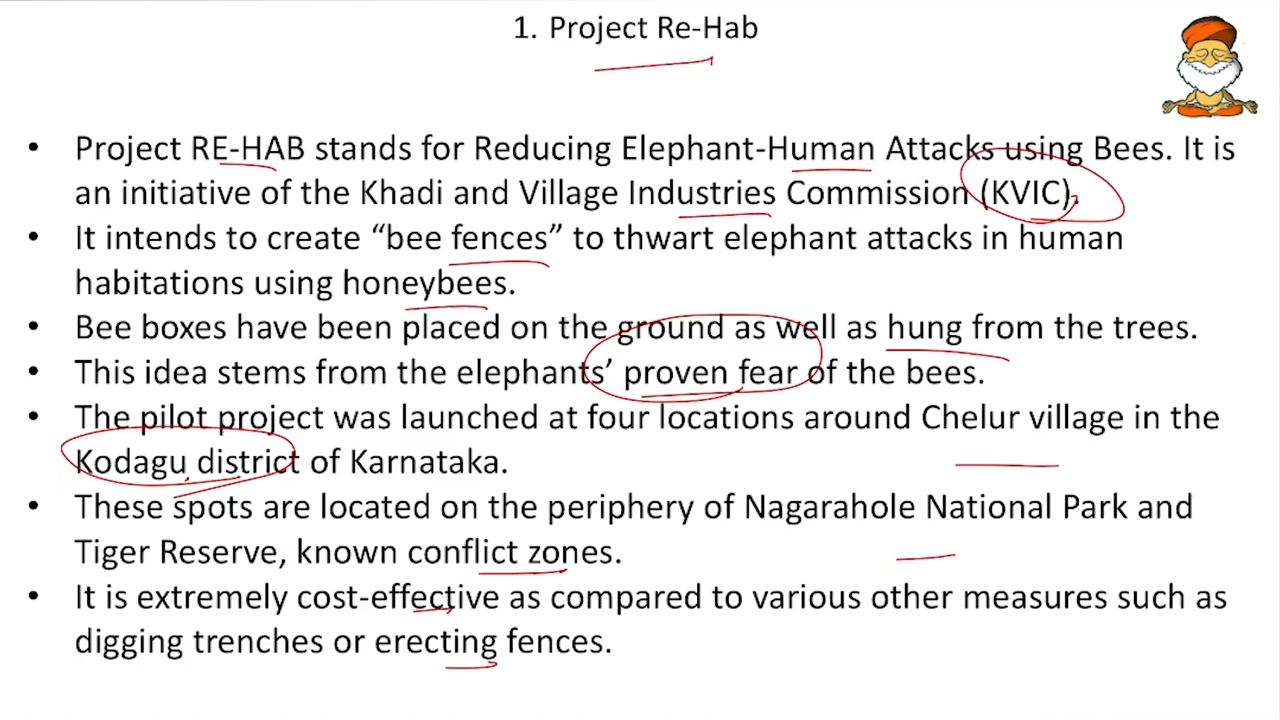 1. Project Re-Hab
• Project RE-HAB stands for Reducing Elephant-Human Attacks using Bees. It is
an initiative of the Khadi and Village Industries Commission (KVIC).
• It intends to create “bee fences” to thwart elephant attacks in human
habitations using honeybees.
• Bee boxes have been placed on the ground as well as hung from the trees.
• This idea stems from the elephants’ proven fear of the bees.
• The pilot project was launched at four locations around Chelur village in the
Kodagu district of Karnataka.
• These spots are located on the periphery of Nagarahole National Park and
Tiger Reserve, known conflict zones.
• It is extremely cost-effective as compared to various other measures such as
digging trenches or erecting fences.